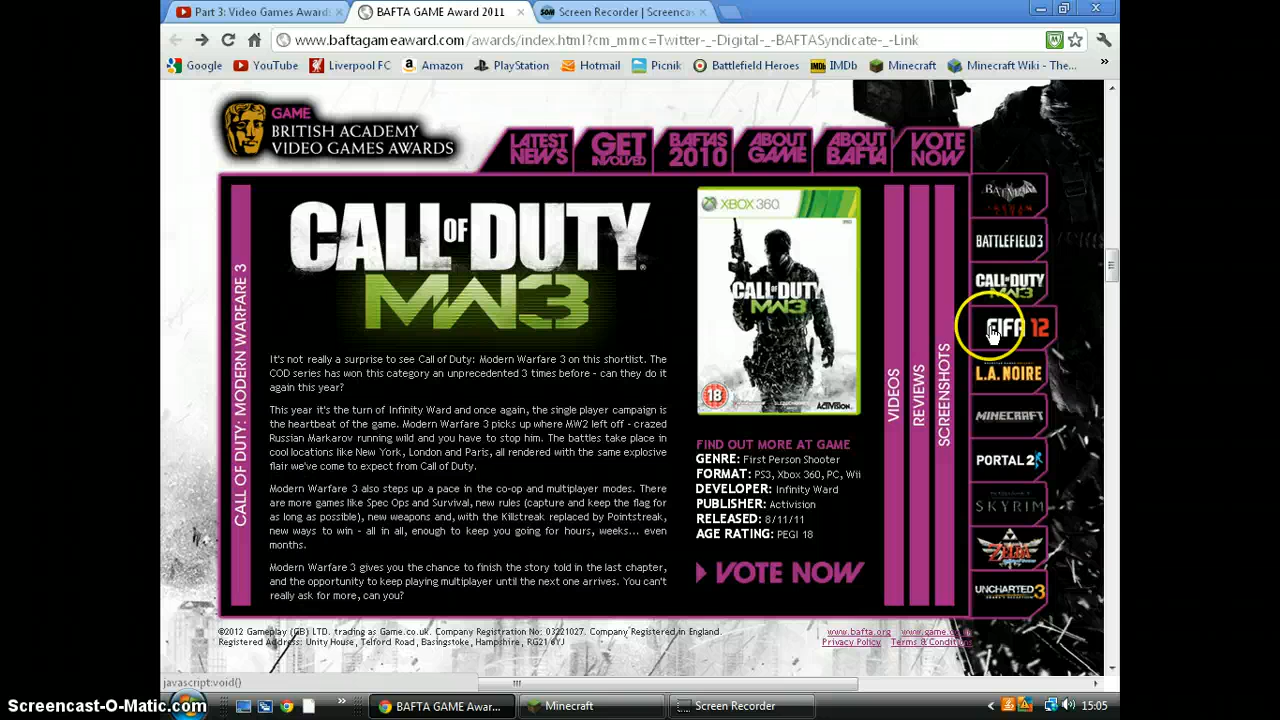 Part 3: Video Games Award:
BAFTA GAME Award 2011
Screen Recorder | Screencas
www.baftagameaward.com/awards/index.html?cm_mmc=Twitter-_-Digital-_-BAFTASyndicate-_-Link
Google
YouTube
Liverpool FC
Amazon
PlayStation
Hotmail
Picnik
Battlefield Heroes
IMDb
Minecraft
Minecraft Wiki - The...
GAME
BRITISH ACADEMY
VIDEO GAMES AWARDS
LATEST
NEWS
GET
INVOLVED
BAFTAS
2010
ABOUT
GAME
ABOUT
BAFTA
VOTE
NOW
CALL OF DUTY: MODERN WARFARE 3
CALL OF DUTY
MW3
It's not really a surprise to see Call of Duty: Modern Warfare 3 on this shortlist. The
COD series has won this category an unprecedented 3 times before - can they do it
again this year?
This year it's the turn of Infinity Ward and once again, the single player campaign is
the heartbeat of the game. Modern Warfare 3 picks up where MW2 left off - crazed
Russian Markarov running wild and you have to stop him. The battles take place in
cool locations like New York, London and Paris, all rendered with the same explosive
flair we've come to expect from Call of Duty.
Modern Warfare 3 also steps up a pace in the co-op and multiplayer modes. There
are more games like Spec Ops and Survival, new rules (capture and keep the flag for
as long as possible), new weapons and, with the Killstreak replaced by Pointstreak,
new ways to win - all in all, enough to keep you going for hours, weeks... even
months.
Modern Warfare 3 gives you the chance to finish the story told in the last chapter,
and the opportunity to keep playing multiplayer until the next one arrives. You can't
really ask for more, can you?
XBOX 360
CALL OF DUTY
MW3
18
ACTIVISION
FIND OUT MORE AT GAME
GENRE: First Person Shooter
FORMAT: PS3, Xbox 360, PC, Wii
DEVELOPER: Infinity Ward
PUBLISHER: Activision
RELEASED: 8/11/11
AGE RATING: PEGI 18
VOTE NOW
VIDEOS
REVIEWS
SCREENSHOTS
BATMAN
BATTLEFIELD 3
CALL OF DUTY
MW3
FIFA 12
L.A. NOIRE
MINECRAFT
PORTAL 2
SKYRIM
ZELDA
UNCHARTED 3
©2012 Gameplay (GB) LTD. trading as Game.co.uk. Company Registration No: 03221027. Company Registered in England.
Registered Address: Unity House, Telford Road, Basingstoke, Hampshire, RG21 6YJ
www.bafta.org
Privacy Policy
Terms & Conditions
javascript:void()
BAFTA GAME Awar...
Minecraft
Screen Recorder
15:05
Screencast-O-Matic.com